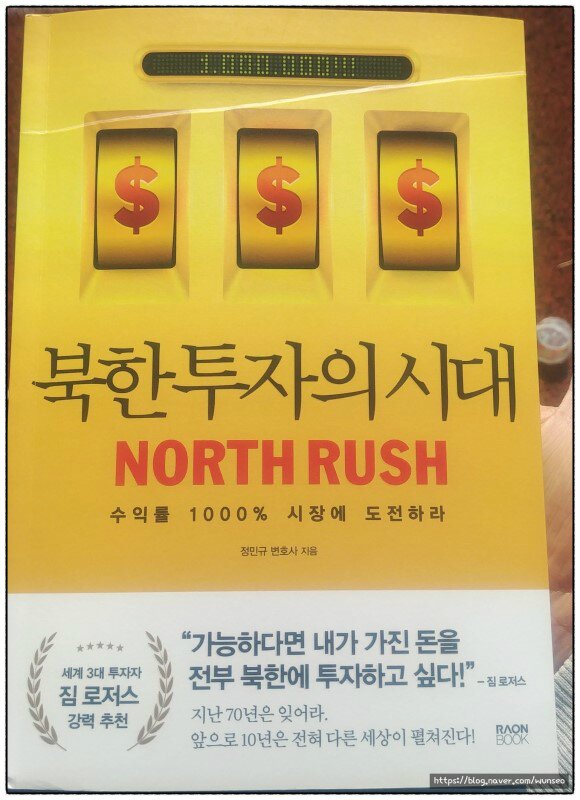 1.000.000!!!
$ $ $
북한 투자의 시대
NORTH RUSH
수익률 1000% 시장에 도전하라
정민규 변호사 지음
세계 3대 투자자
짐 로저스
강력 추천
“가능하다면 내가 가진 돈을
전부 북한에 투자하고 싶다!” – 짐 로저스
지난 70년은 잊어라.
앞으로 10년은 전혀 다른 세상이 펼쳐진다!
RAON
BOOK
https://blog.naver.com/wunseo